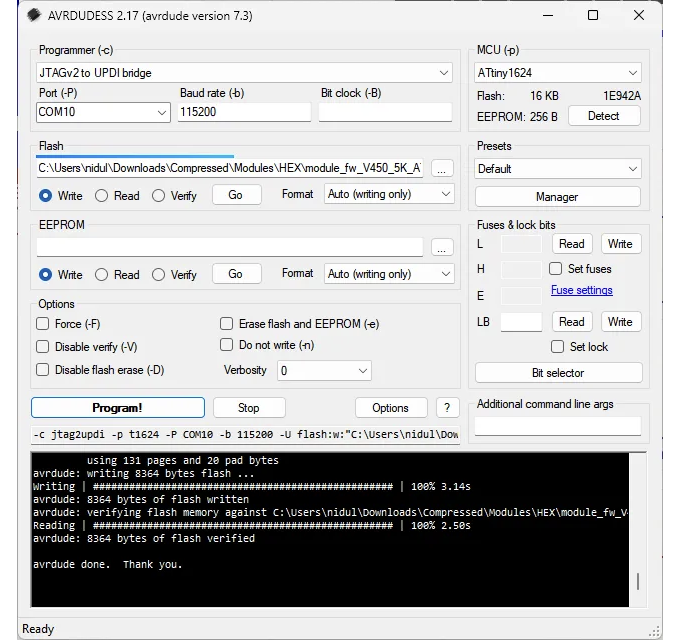 AVRDUDESS 2.17 (avrdude version 7.3)
Programmer (-c)
JTAGv2 to UPDI bridge
Port (-P) Baud rate (-b) Bit clock (-B)
COM10 115200
MCU (-p)
ATtiny1624
Flash: 16 KB 1E942A
EEPROM: 256 B Detect
Flash
C:\Users\nidul\Downloads\Compressed\Modules\HEX\module_fw_V450_5K_A ...
Write Read Verify Go Format Auto (writing only)
Presets
Default
Manager
EEPROM
...
Write Read Verify Go Format Auto (writing only)
Fuses & lock bits
L Read Write
H Set fuses
E Fuse settings
LB Read Write
Set lock
Bit selector
Options
Force (-F) Erase flash and EEPROM (-e)
Disable verify (-V) Do not write (-n)
Disable flash erase (-D) Verbosity 0
Program! Stop Options ?
Additional command line args
-c jtag2updi -p t1624 -P COM10 -b 115200 -U flash:w:"C:\Users\nidul\Dow
using 131 pages and 20 pad bytes
avrdude: writing 8364 bytes flash ...
Writing | ################################################## | 100% 3.14s
avrdude: 8364 bytes of flash written
avrdude: verifying flash memory against C:\Users\nidul\Downloads\Compressed\Modules\HEX\module_fw_V
Reading | ################################################## | 100% 2.50s
avrdude: 8364 bytes of flash verified
avrdude done. Thank you.
Ready